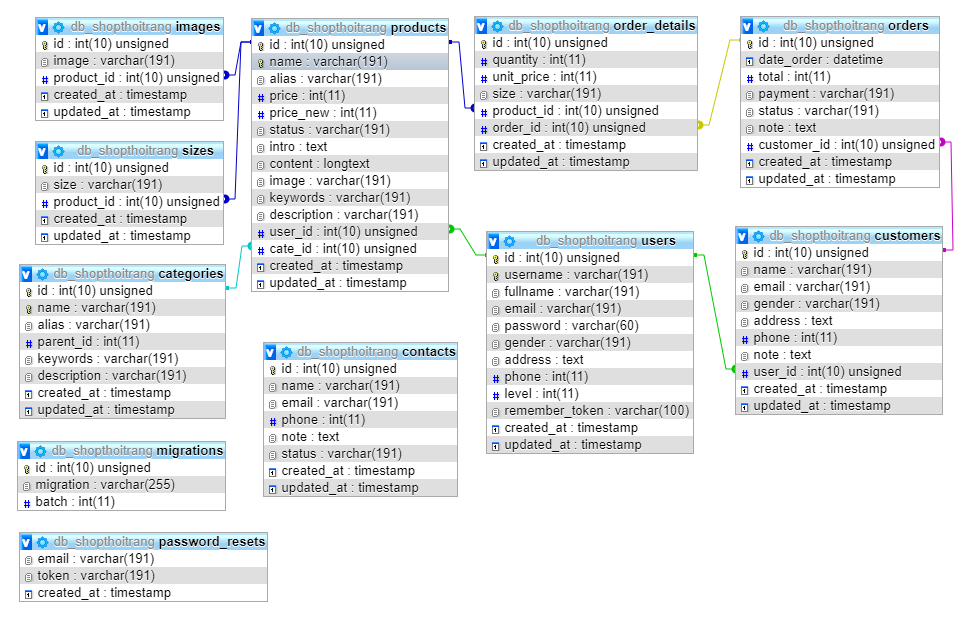 db_shopthoitrang images
id : int(10) unsigned
image : varchar(191)
product_id : int(10) unsigned
created_at : timestamp
updated_at : timestamp
db_shopthoitrang sizes
id : int(10) unsigned
size : varchar(191)
product_id : int(10) unsigned
created_at : timestamp
updated_at : timestamp
db_shopthoitrang categories
id : int(10) unsigned
name : varchar(191)
alias : varchar(191)
parent_id : int(11)
keywords : varchar(191)
description : varchar(191)
created_at : timestamp
updated_at : timestamp
db_shopthoitrang migrations
id : int(10) unsigned
migration : varchar(255)
batch : int(11)
db_shopthoitrang password_resets
email : varchar(191)
token : varchar(191)
created_at : timestamp
db_shopthoitrang products
id : int(10) unsigned
name : varchar(191)
alias : varchar(191)
price : int(11)
price_new : int(11)
status : varchar(191)
intro : text
content : longtext
image : varchar(191)
keywords : varchar(191)
description : varchar(191)
user_id : int(10) unsigned
cate_id : int(10) unsigned
created_at : timestamp
updated_at : timestamp
db_shopthoitrang contacts
id : int(10) unsigned
name : varchar(191)
email : varchar(191)
phone : int(11)
note : text
status : varchar(191)
created_at : timestamp
updated_at : timestamp
db_shopthoitrang order_details
id : int(10) unsigned
quantity : int(11)
unit_price : int(11)
size : varchar(191)
product_id : int(10) unsigned
order_id : int(10) unsigned
created_at : timestamp
updated_at : timestamp
db_shopthoitrang users
id : int(10) unsigned
username : varchar(191)
fullname : varchar(191)
email : varchar(191)
password : varchar(60)
gender : varchar(191)
address : text
phone : int(11)
level : int(11)
remember_token : varchar(100)
created_at : timestamp
updated_at : timestamp
db_shopthoitrang orders
id : int(10) unsigned
date_order : datetime
total : int(11)
payment : varchar(191)
status : varchar(191)
note : text
customer_id : int(10) unsigned
created_at : timestamp
updated_at : timestamp
db_shopthoitrang customers
id : int(10) unsigned
name : varchar(191)
email : varchar(191)
gender : varchar(191)
address : text
phone : int(11)
note : text
user_id : int(10) unsigned
created_at : timestamp
updated_at : timestamp